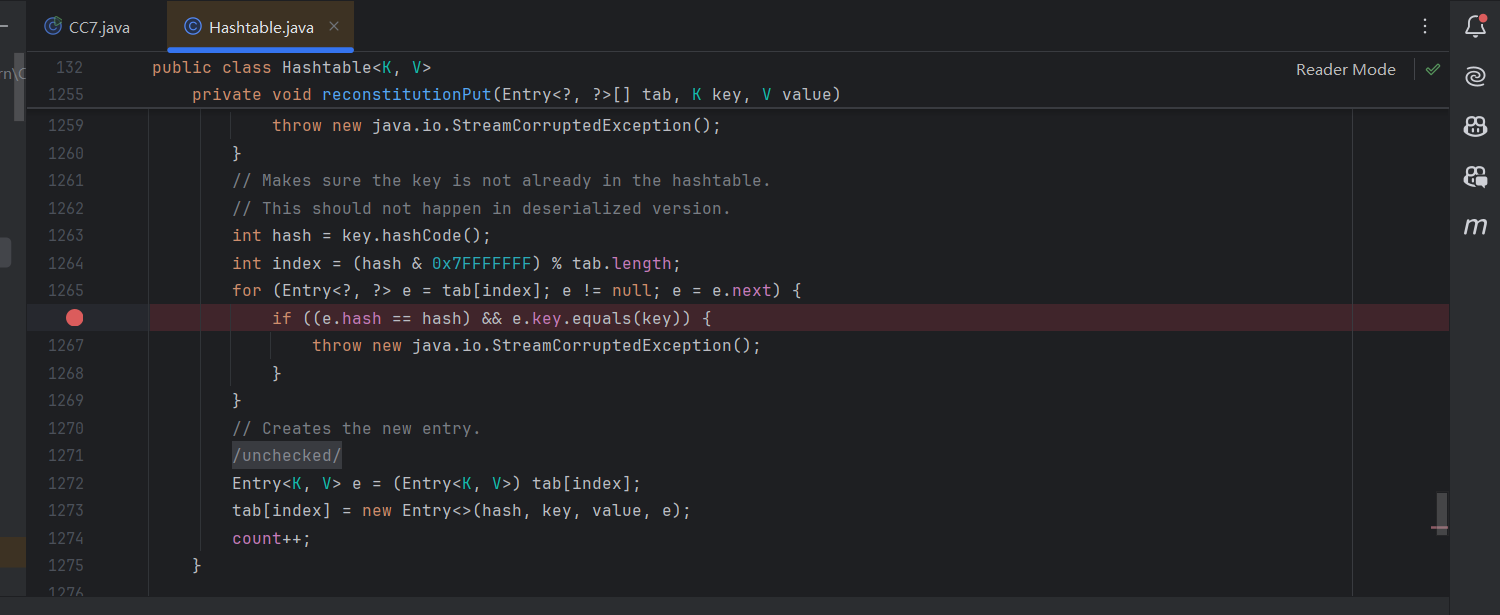 CC7.java
Hashtable.java
132 public class Hashtable<K, V>
Reader Mode
1255 private void reconstitutionPut(Entry<?, ?>[] tab, K key, V value)
1259 throw new java.io.StreamCorruptedException();
1260 }
1261 // Makes sure the key is not already in the hashtable.
1262 // This should not happen in deserialized version.
1263 int hash = key.hashCode();
1264 int index = (hash & 0x7FFFFFFF) % tab.length;
1265 for (Entry<?, ?> e = tab[index]; e != null; e = e.next) {
if ((e.hash == hash) && e.key.equals(key)) {
1267 throw new java.io.StreamCorruptedException();
1268 }
1269 }
1270 // Creates the new entry.
1271 /unchecked/
1272 Entry<K, V> e = (Entry<K, V>) tab[index];
1273 tab[index] = new Entry<>(hash, key, value, e);
1274 count++;
1275 }
1276
rn\C
m